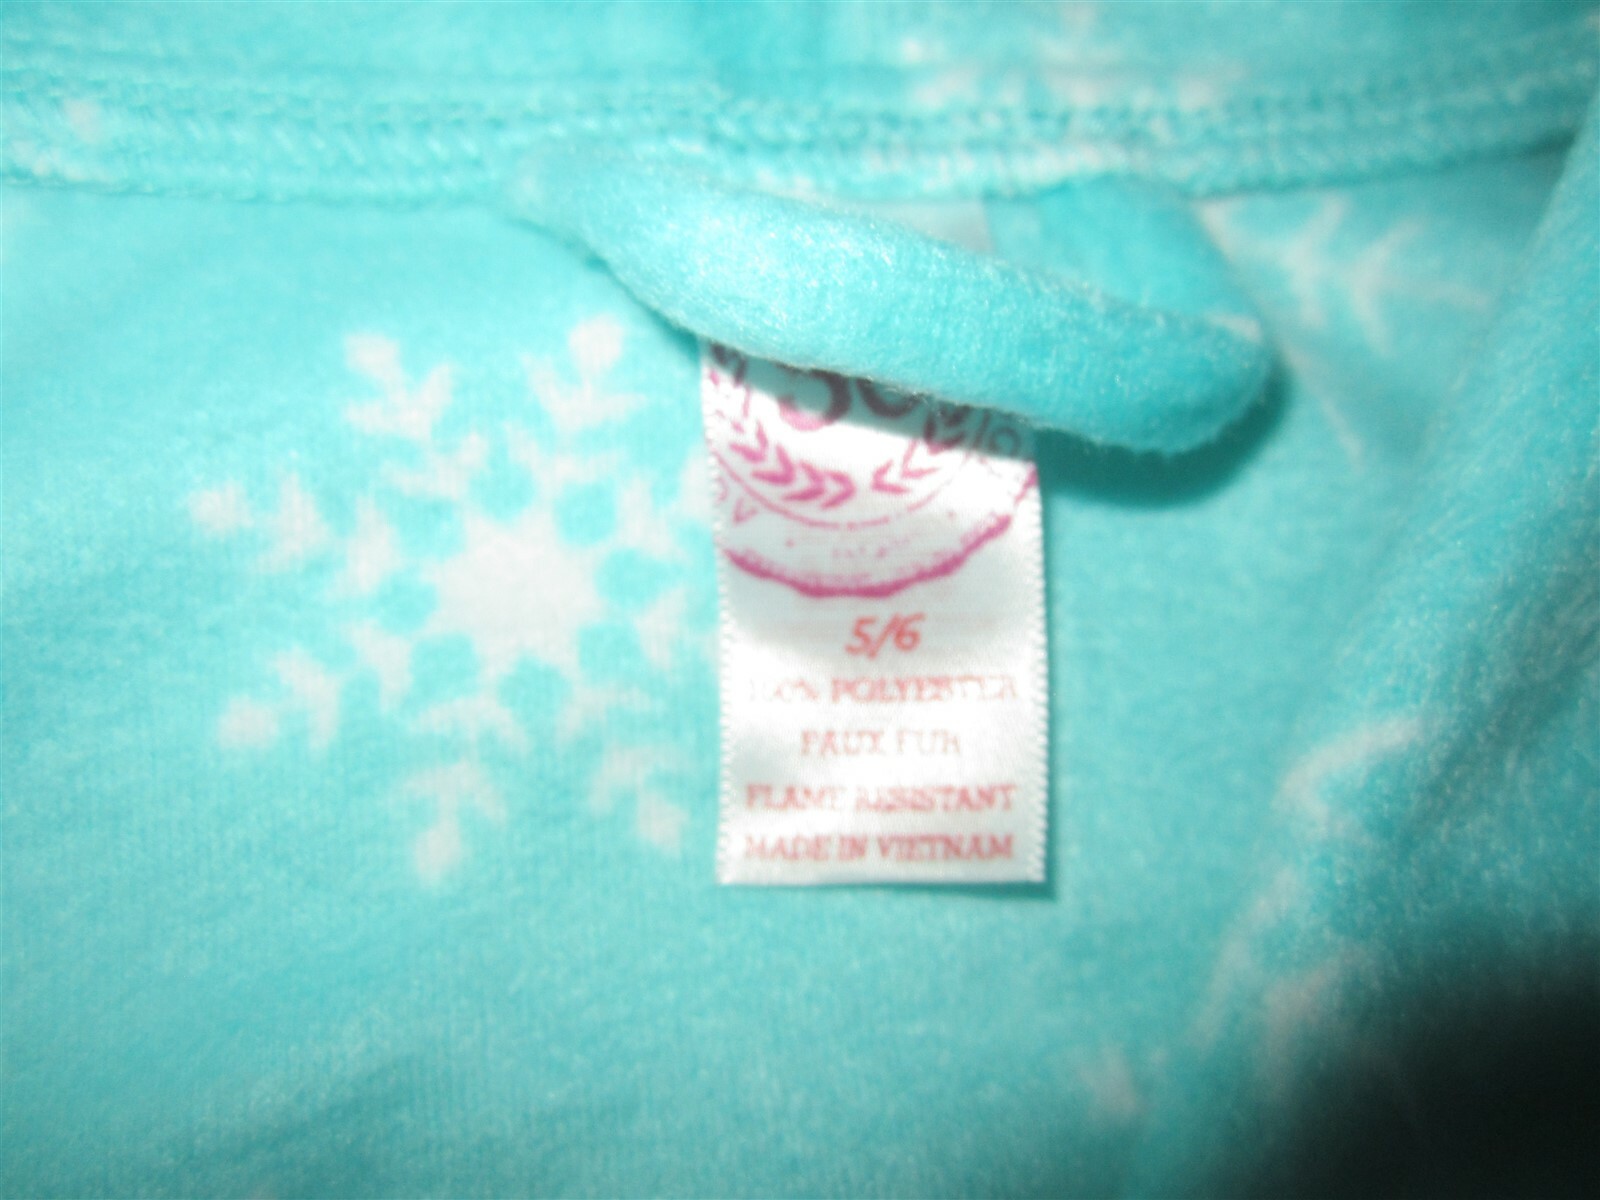 5/6
100% POLYESTER
FAUX FUR
FLAME RESISTANT
MADE IN VIETNAM